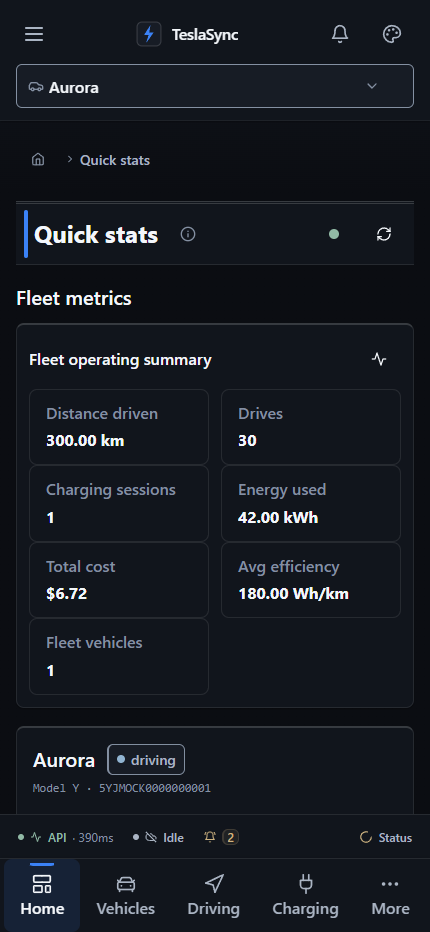 TeslaSync
Aurora
Quick stats
Quick stats
Fleet metrics
Fleet operating summary
Distance driven
300.00 km
Drives
30
Charging sessions
1
Energy used
42.00 kWh
Total cost
$6.72
Avg efficiency
180.00 Wh/km
Fleet vehicles
1
Aurora driving
Model Y · 5YJMOCK0000000001
API · 390ms Idle 2 Status
Home Vehicles Driving Charging More